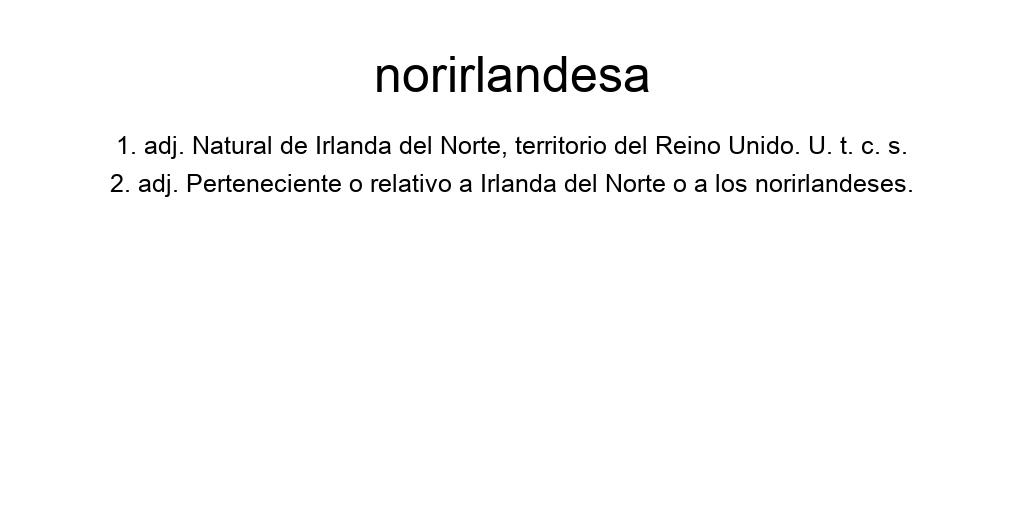 norirlandesa
1. adj. Natural de Irlanda del Norte, territorio del Reino Unido. U. t. c. s.
2. adj. Perteneciente o relativo a Irlanda del Norte o a los norirlandeses.